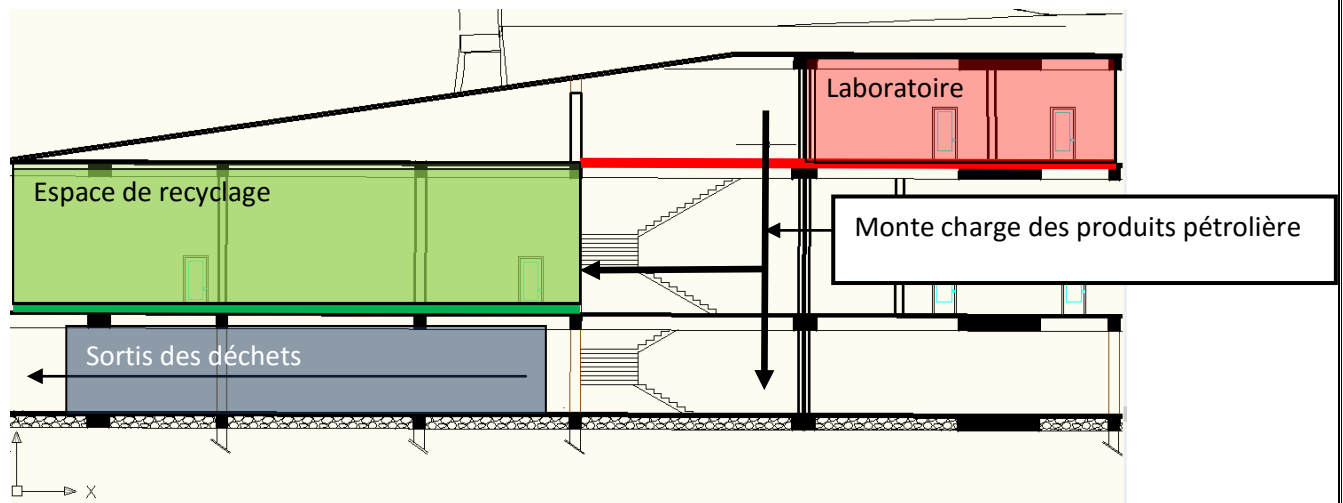 Laboratoire
Espace de recyclage
Monte charge des produits pétrolière
Sortis des déchets
X